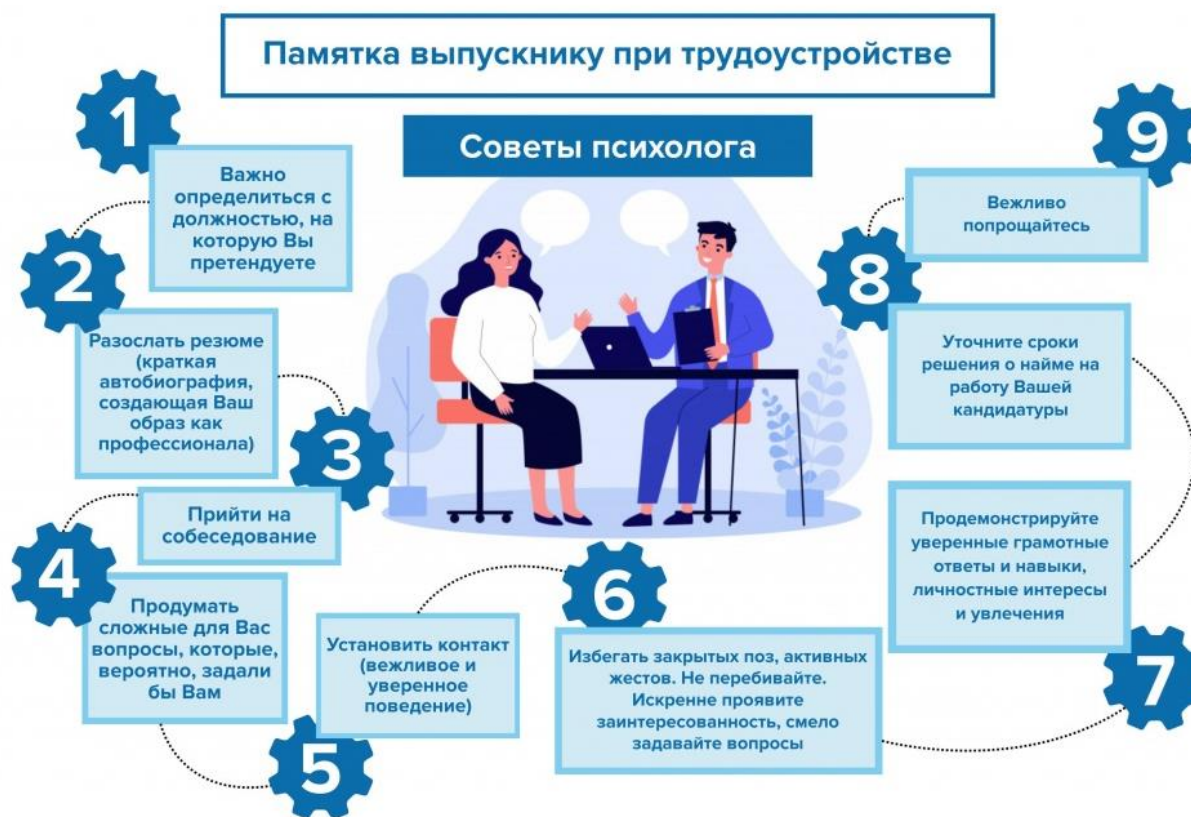 Памятка выпускнику при трудоустройстве
Советы психолога
1
Важно
определиться с
должностью, на
которую Вы
претендуете
2
Разослать резюме
(краткая
автобиография,
создающая Ваш
образ как
профессионала)
3
Прийти на
собеседование
4
Продумать
сложные для Вас
вопросы, которые,
вероятно, задали
бы Вам
5
Установить контакт
(вежливое и
уверенное
поведение)
6
Избегать закрытых поз, активных
жестов. Не перебивайте.
Искренне проявите
заинтересованность, смело
задавайте вопросы
7
Продемонстрируйте
уверенные грамотные
ответы и навыки,
личностные интересы
и увлечения
8
Уточните сроки
решения о найме на
работу Вашей
кандидатуры
9
Вежливо
попрощайтесь